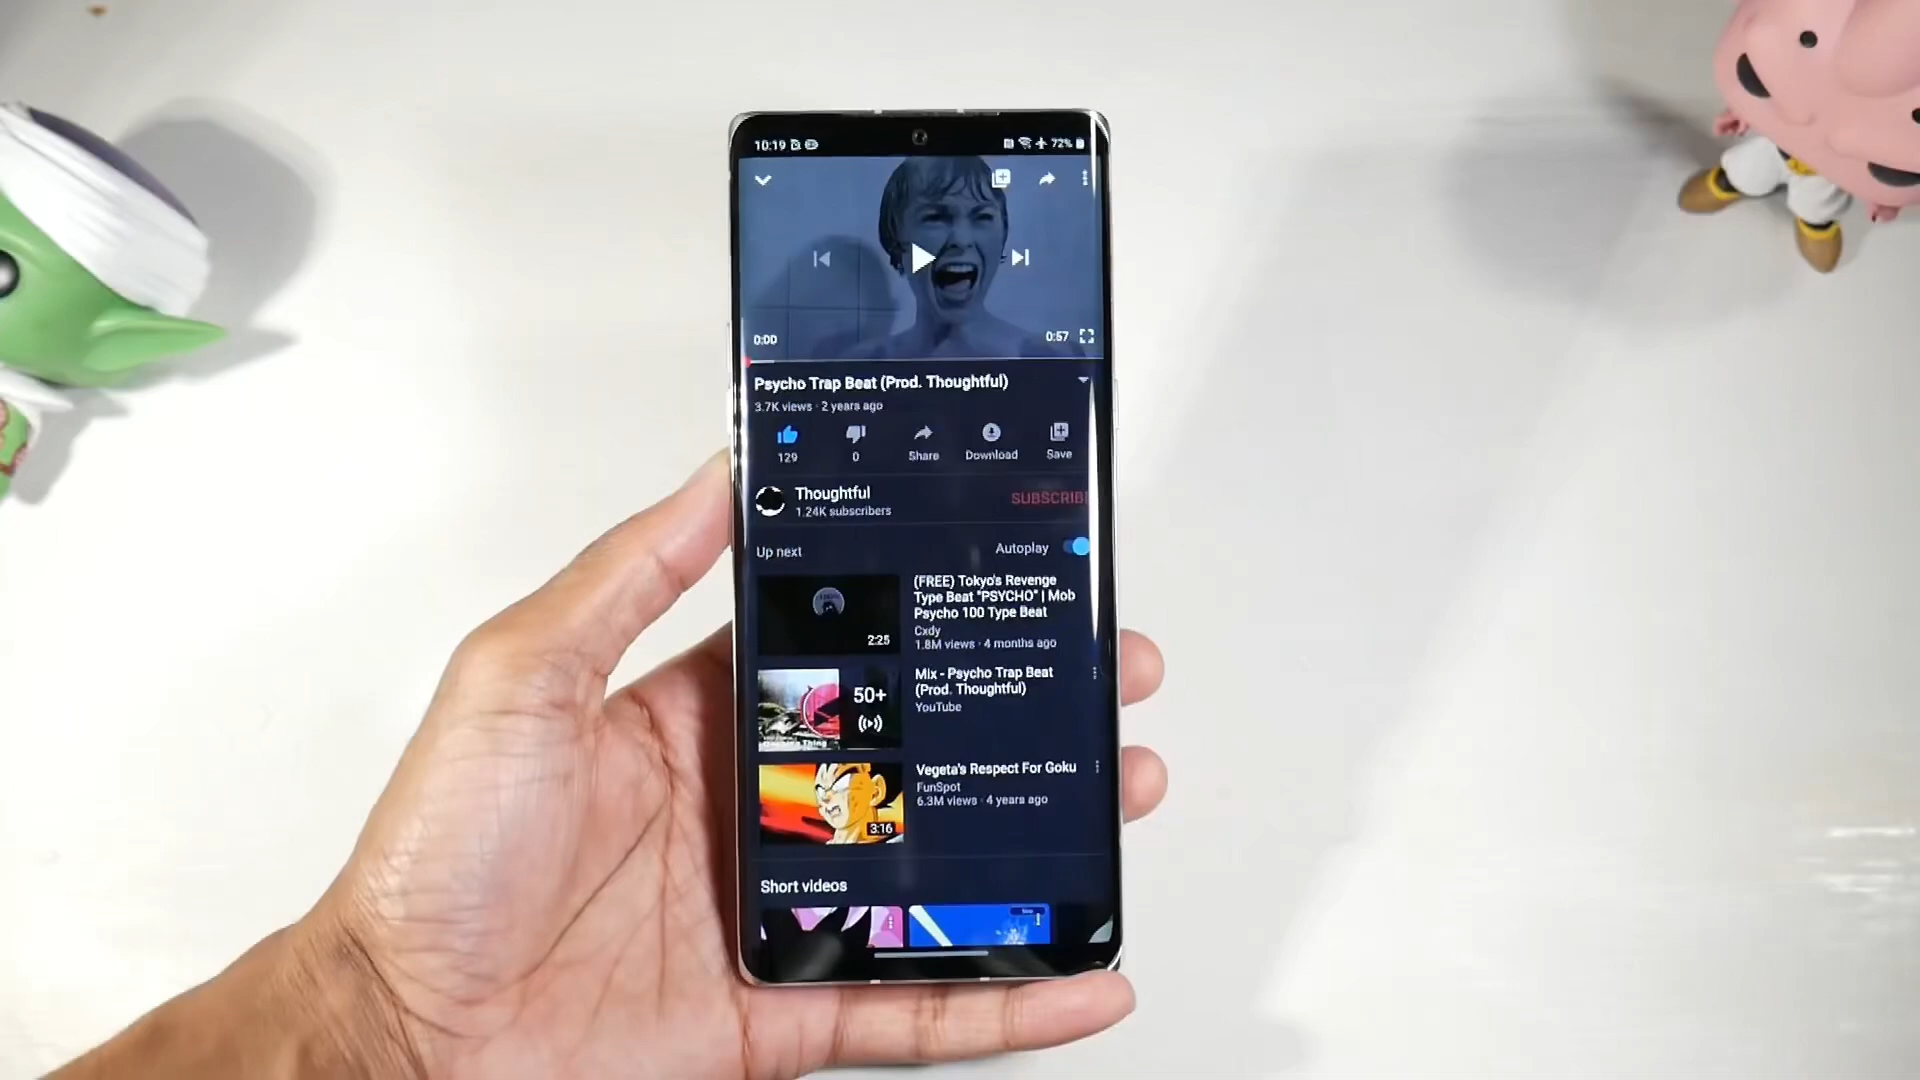 10:19
72%
0:00
0:57
Psycho Trap Beat (Prod. Thoughtful)
3.7K views · 2 years ago
129
0
Share
Download
Save
Thoughtful
SUBSCRIBE
1.24K subscribers
Up next
Autoplay
(FREE) Tokyo's Revenge
Type Beat "PSYCHO" | Mob
Psycho 100 Type Beat
Cxdy
1.8M views · 4 months ago
2:25
Mix - Psycho Trap Beat
(Prod. Thoughtful)
YouTube
50+
Vegeta's Respect For Goku
FunSpot
6.3M views · 4 years ago
3:16
Short videos